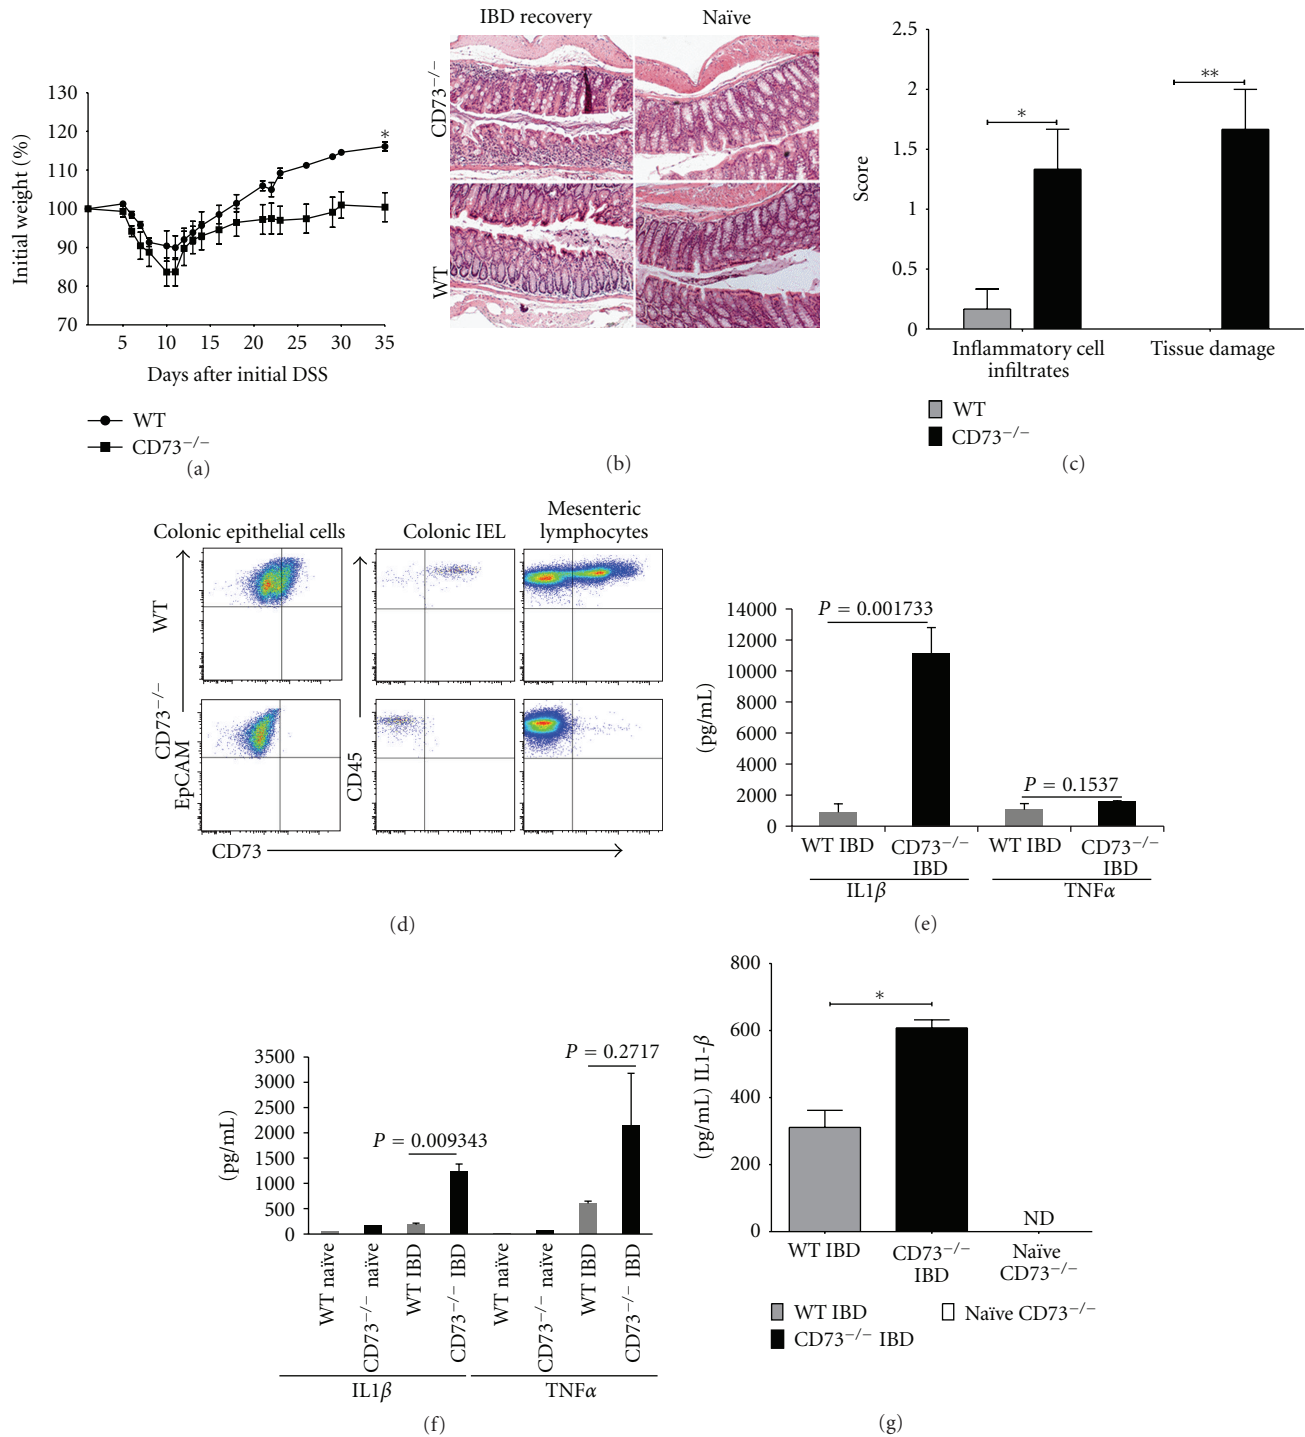 130
120
110
100
90
80
70
Initial weight (%)
*
5 10 15 20 25 30 35
Days after initial DSS
WT
CD73−/−
(a)
IBD recovery Naïve
CD73−/−
WT
(b)
2.5
2
1.5
1
0.5
0
Score
* **
Inflammatory cell
infiltrates
Tissue damage
WT
CD73−/−
(c)
Colonic epithelial cells
Colonic IEL
Mesenteric
lymphocytes
WT
CD73−/−
EpCAM
CD45
CD73
(d)
14000
12000
10000
8000
6000
4000
2000
0
(pg/mL)
P = 0.001733
P = 0.1537
WT IBD
CD73−/−
IBD
WT IBD
CD73−/−
IBD
IL1β
TNFα
(e)
3500
3000
2500
2000
1500
1000
500
0
(pg/mL)
P = 0.009343
P = 0.2717
WT naïve
CD73−/− naïve
WT IBD
CD73−/− IBD
WT naïve
CD73−/− naïve
WT IBD
CD73−/− IBD
IL1β
TNFα
(f)
800
600
400
200
0
(pg/mL) IL1-β
*
ND
WT IBD
CD73−/−
IBD
Naïve
CD73−/−
WT IBD
CD73−/− IBD
Naïve CD73−/−
(g)